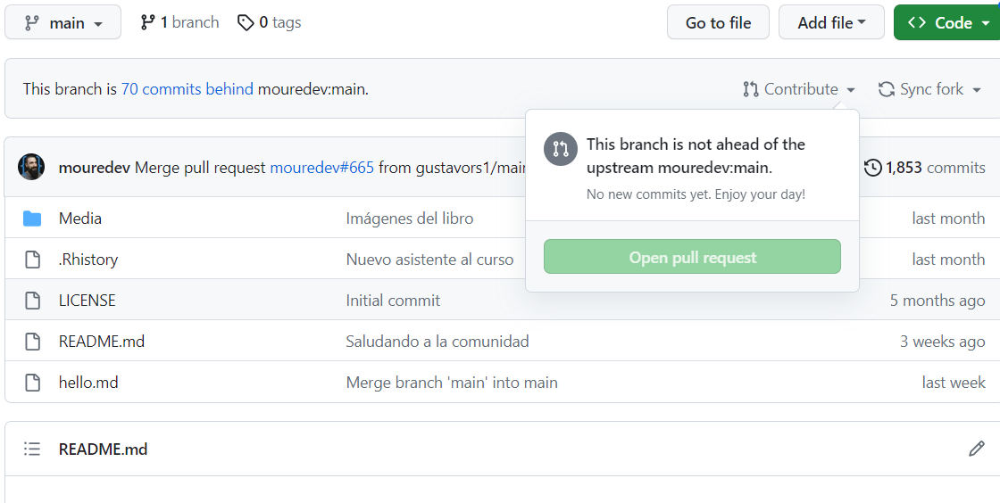 main 1 branch 0 tags Go to file Add file Code
This branch is 70 commits behind mouredev:main. Contribute Sync fork
This branch is not ahead of the
upstream mouredev:main.
No new commits yet. Enjoy your day!
Open pull request
mouredev Merge pull request mouredev#665 from gustavors1/main 1,853 commits
Media Imágenes del libro last month
.Rhistory Nuevo asistente al curso last month
LICENSE Initial commit 5 months ago
README.md Saludando a la comunidad 3 weeks ago
hello.md Merge branch 'main' into main last week
README.md